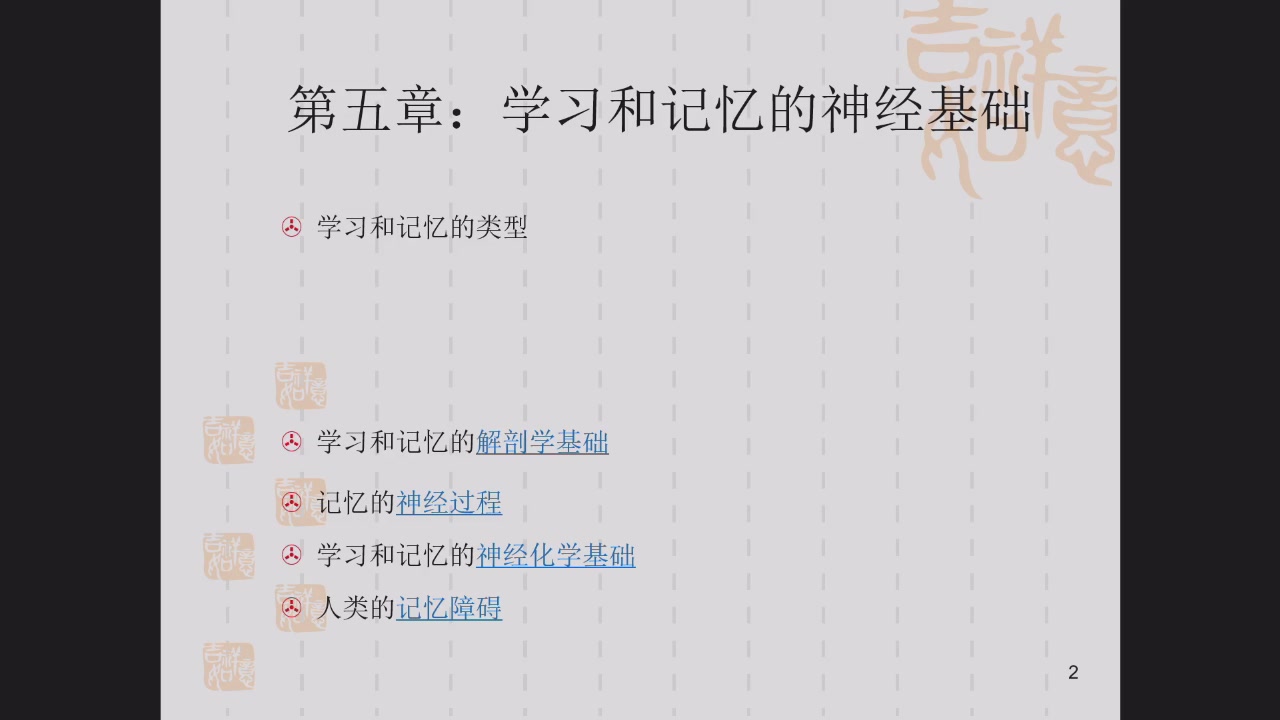 第五章：学习和记忆的神经基础
学习和记忆的类型
学习和记忆的解剖学基础
记忆的神经过程
学习和记忆的神经化学基础
人类的记忆障碍
2